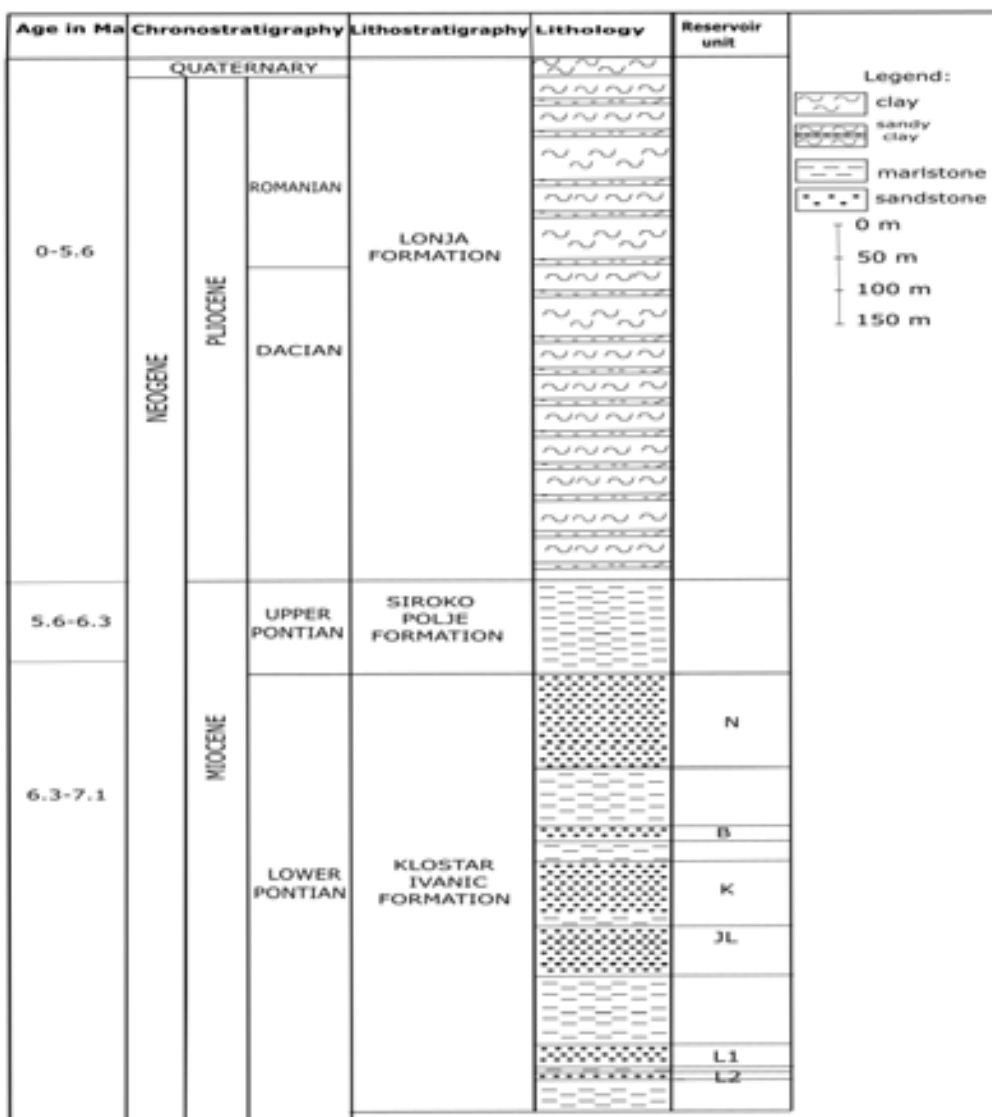 Age in Ma Chronostratigraphy Lithostratigraphy Lithology Reservoir
unit
QUATERNARY
NEOGENE
PLIOCENE
ROMANIAN
0-5.6
LONJA
FORMATION
DACIAN
5.6-6.3
UPPER
PONTIAN
SIROKO
POLJE
FORMATION
MIOCENE
6.3-7.1
LOWER
PONTIAN
KLOSTAR
IVANIC
FORMATION
N
B
K
JL
L1
L2
Legend:
clay
sandy
clay
marlstone
sandstone
0 m
50 m
100 m
150 m